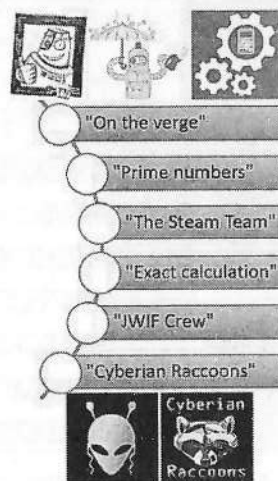 "On the verge"
"Prime numbers"
"The Steam Team"
"Exact calculation"
"JWIF Crew"
"Cyberian Raccoons"
Cyberian
Raccoons